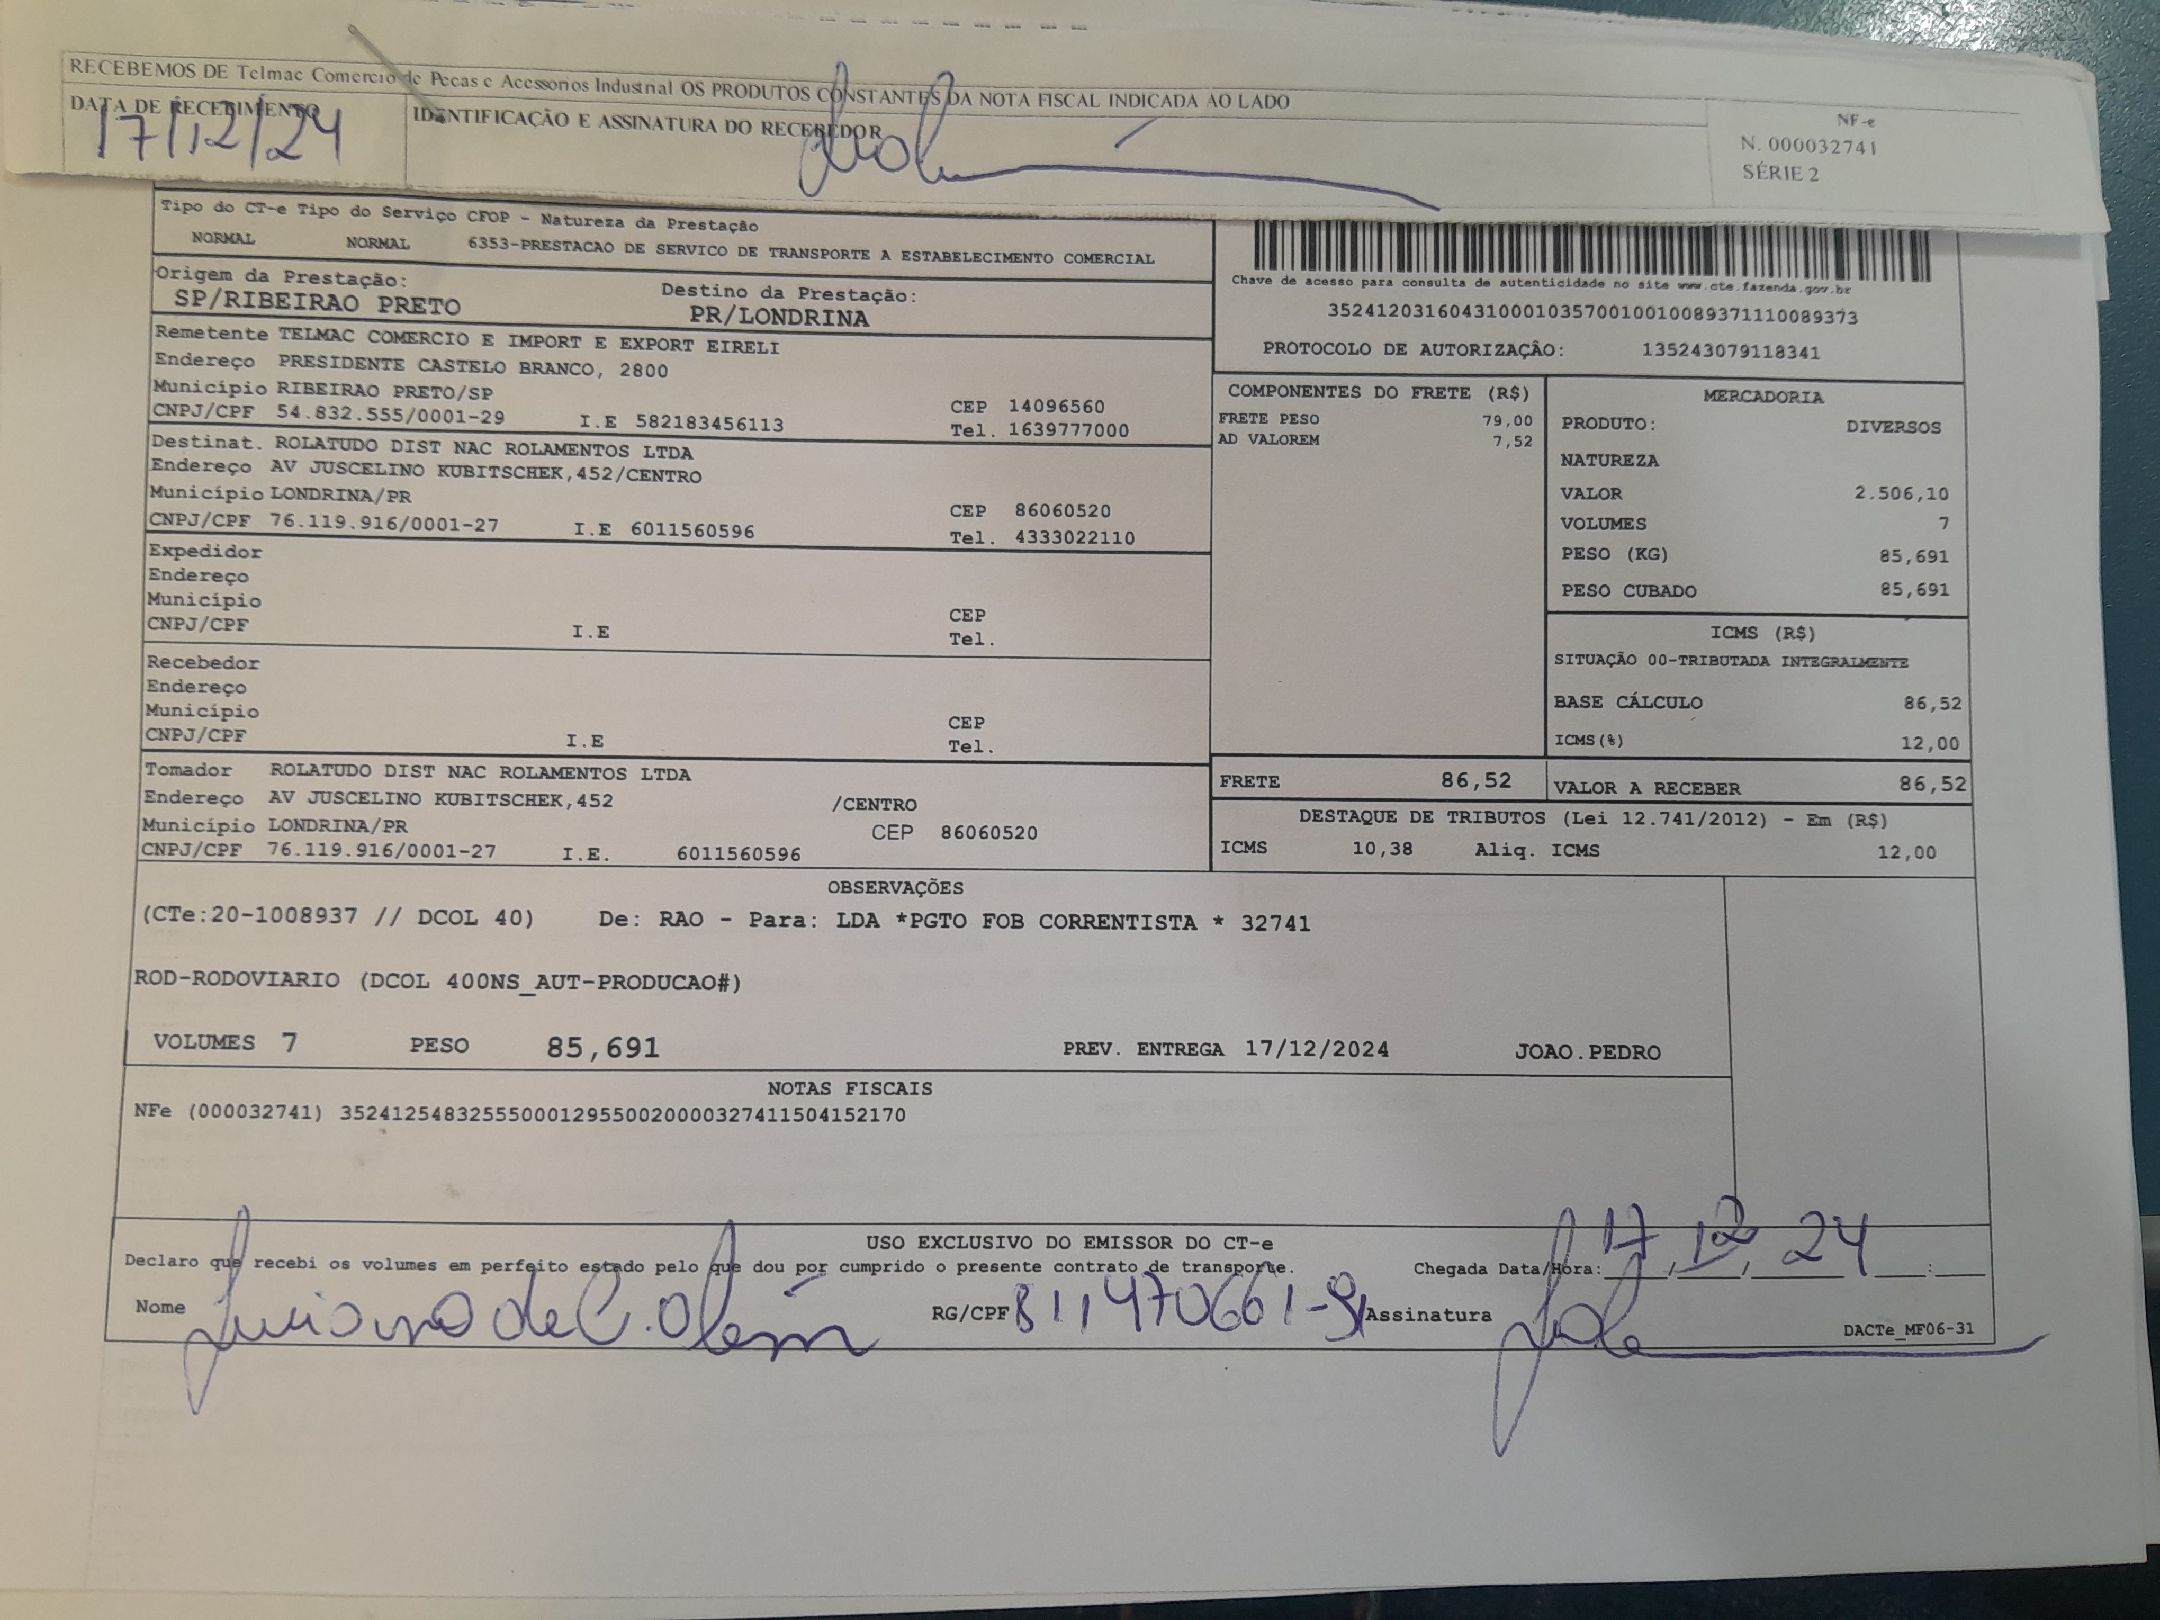 RECEBEMOS DE Telmac Comercio de Pecas e Acessorios Industrial OS PRODUTOS CONSTANTES DA NOTA FISCAL INDICADA AO LADO
DATA DE RECEBIMENTO
17/12/24
IDENTIFICAÇÃO E ASSINATURA DO RECEBEDOR
NF-e
N. 000032741
SÉRIE 2
Tipo do CT-e Tipo do Serviço CFOP - Natureza da Prestação
NORMAL NORMAL 6353-PRESTACAO DE SERVICO DE TRANSPORTE A ESTABELECIMENTO COMERCIAL
Origem da Prestação:
SP/RIBEIRAO PRETO
Destino da Prestação:
PR/LONDRINA
Chave de acesso para consulta de autenticidade no site www.cte.fazenda.gov.br
35241203160431000103570010010089371110089373
PROTOCOLO DE AUTORIZAÇÃO: 135243079118341
Remetente TELMAC COMERCIO E IMPORT E EXPORT EIRELI
Endereço PRESIDENTE CASTELO BRANCO, 2800
Município RIBEIRAO PRETO/SP
CEP 14096560
CNPJ/CPF 54.832.555/0001-29 I.E 582183456113
Tel. 1639777000
Destinat. ROLATUDO DIST NAC ROLAMENTOS LTDA
Endereço AV JUSCELINO KUBITSCHEK,452/CENTRO
Município LONDRINA/PR
CEP 86060520
CNPJ/CPF 76.119.916/0001-27 I.E 6011560596
Tel. 4333022110
Expedidor
Endereço
Município
CEP
CNPJ/CPF I.E
Tel.
Recebedor
Endereço
Município
CEP
CNPJ/CPF I.E
Tel.
Tomador ROLATUDO DIST NAC ROLAMENTOS LTDA
Endereço AV JUSCELINO KUBITSCHEK,452 /CENTRO
Município LONDRINA/PR CEP 86060520
CNPJ/CPF 76.119.916/0001-27 I.E. 6011560596
COMPONENTES DO FRETE (R$)
FRETE PESO 79,00
AD VALOREM 7,52
MERCADORIA
PRODUTO: DIVERSOS
NATUREZA
VALOR 2.506,10
VOLUMES 7
PESO (KG) 85,691
PESO CUBADO 85,691
ICMS (R$)
SITUAÇÃO 00-TRIBUTADA INTEGRALMENTE
BASE CÁLCULO 86,52
ICMS(%) 12,00
FRETE 86,52
VALOR A RECEBER 86,52
DESTAQUE DE TRIBUTOS (Lei 12.741/2012) - Em (R$)
ICMS 10,38 Aliq. ICMS 12,00
OBSERVAÇÕES
(CTe:20-1008937 // DCOL 40) De: RAO - Para: LDA *PGTO FOB CORRENTISTA * 32741
ROD-RODOVIARIO (DCOL 400NS_AUT-PRODUCAO#)
VOLUMES 7 PESO 85,691 PREV. ENTREGA 17/12/2024 JOAO.PEDRO
NOTAS FISCAIS
NFe (000032741) 35241254832555000129550020000327411504152170
USO EXCLUSIVO DO EMISSOR DO CT-e
Declaro que recebi os volumes em perfeito estado pelo que dou por cumprido o presente contrato de transporte.
Chegada Data/Hora: 17/12/24
Nome Luciano de C.
RG/CPF 811470661-91
Assinatura
DACTe_MF06-31